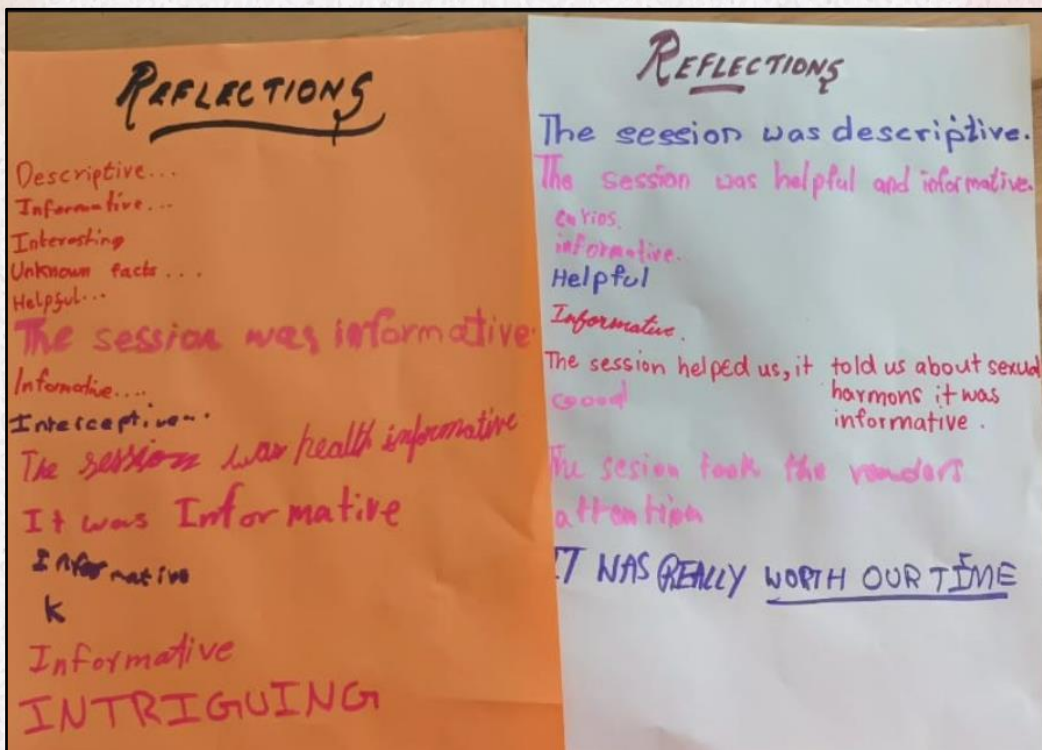 REFLECTIONS
Descriptive...
Informative...
Interesting
Unknown facts ...
Helpful...
The session was informative.
Informative....
Interceptive...
The session was health informative
It was Informative
Informative
K
Informative
INTRIGUING
REFLECTIONS
The session was descriptive.
The session was helpful and informative.
curios.
informative.
Helpful
Informative.
The session helped us, it told us about sexual
harmons it was
informative.
Good
The sesion took the
attention
IT WAS REALLY WORTH OUR TIME